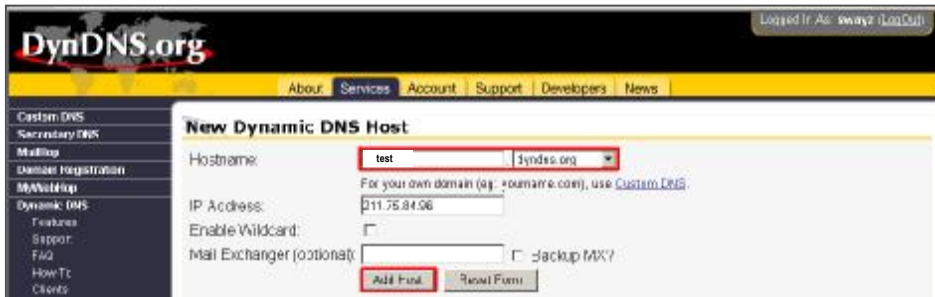 Logged In As: swayz (Log Out)
DynDNS.org
About Services Account Support Developers News
Custom DNS
Secondary DNS
MailHop
Domain Registration
MyWebHop
Dynamic DNS
Features
Support
FAQ
How To
Clients
New Dynamic DNS Host
Hostname: test . dyndns.org
For your own domain (eg: yourname.com), use Custom DNS.
IP Address: 211.75.84.96
Enable Wildcard:
Mail Exchanger (optional): Backup MX?
Add Host Reset Form